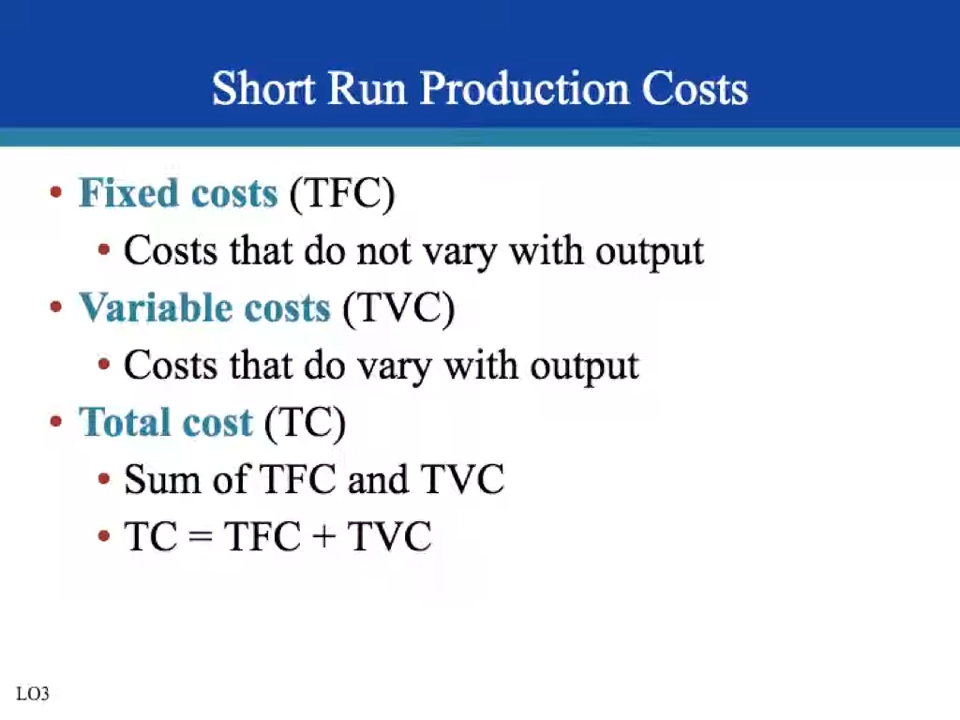 Short Run Production Costs
• Fixed costs (TFC)
• Costs that do not vary with output
• Variable costs (TVC)
• Costs that do vary with output
• Total cost (TC)
• Sum of TFC and TVC
• TC = TFC + TVC
LO3